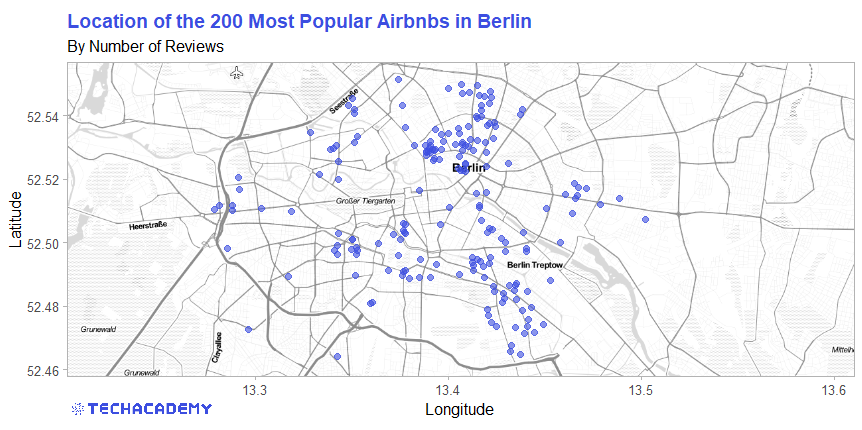 Location of the 200 Most Popular Airbnbs in Berlin
By Number of Reviews
Latitude
52.54
52.52
52.50
52.48
52.46
Seestraße
Berlin
Großer Tiergarten
Heerstraße
Berlin Treptow
Grunewald
Clayallee
Grunewald
Mittelh
13.3
13.4
13.5
13.6
Longitude
TECHACADEMY